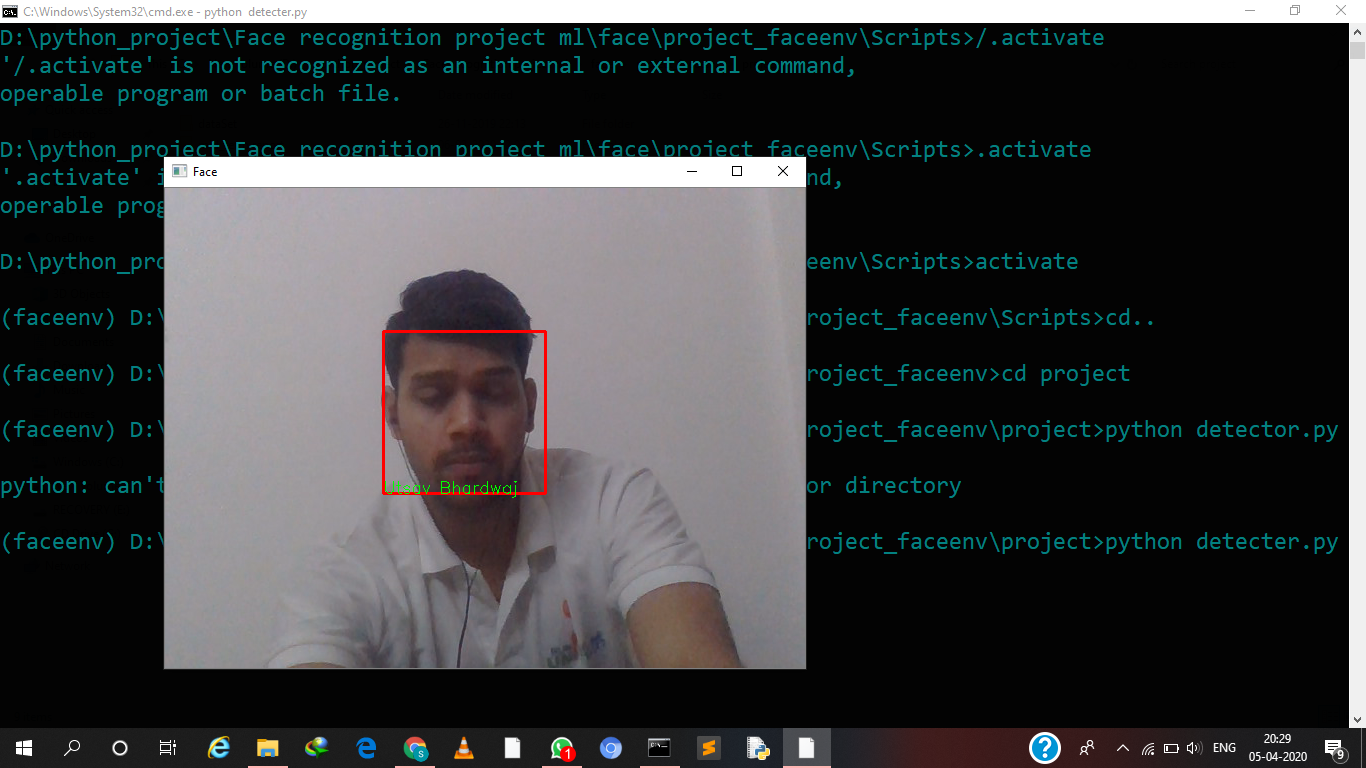 C:\Windows\System32\cmd.exe - python detecter.py
D:\python_project\Face recognition project ml\face\project_faceenv\Scripts>/.activate
'/.activate' is not recognized as an internal or external command,
operable program or batch file.
D:\python_project\Face recognition project ml\face\project_faceenv\Scripts>.activate
'.activate' nd,
operable prog
D:\python_pro eenv\Scripts>activate
(faceenv) D:\ roject_faceenv\Scripts>cd..
(faceenv) D:\ roject_faceenv>cd project
(faceenv) D:\ roject_faceenv\project>python detector.py
python: can't or directory
(faceenv) D:\ roject_faceenv\project>python detecter.py
Face
Bhardwaj
1
ENG
20:29
05-04-2020
9